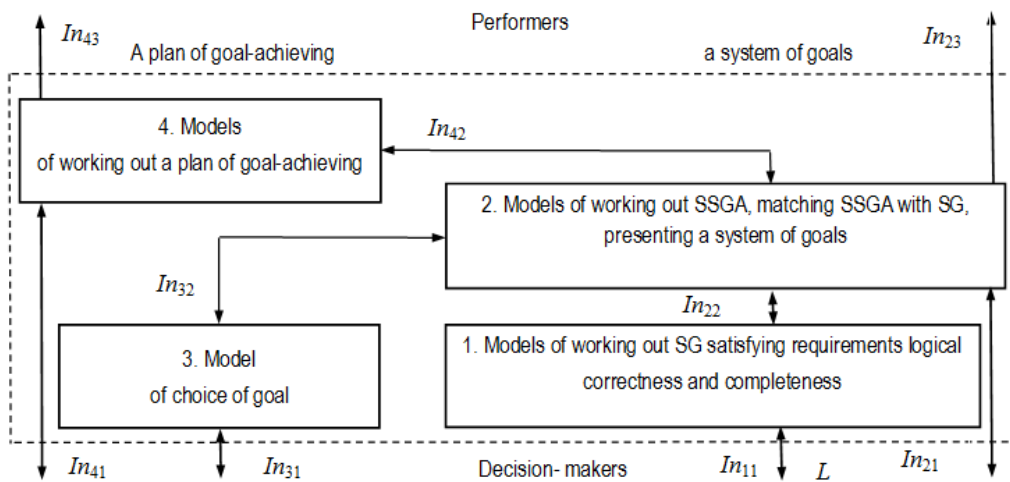 Performers
In43
In23
A plan of goal-achieving
a system of goals
4. Models
of working out a plan of goal-achieving
In42
2. Models of working out SSGA, matching SSGA with SG,
presenting a system of goals
In32
In22
3. Model
of choice of goal
1. Models of working out SG satisfying requirements logical
correctness and completeness
In41
In31
Decision- makers
In11
L
In21